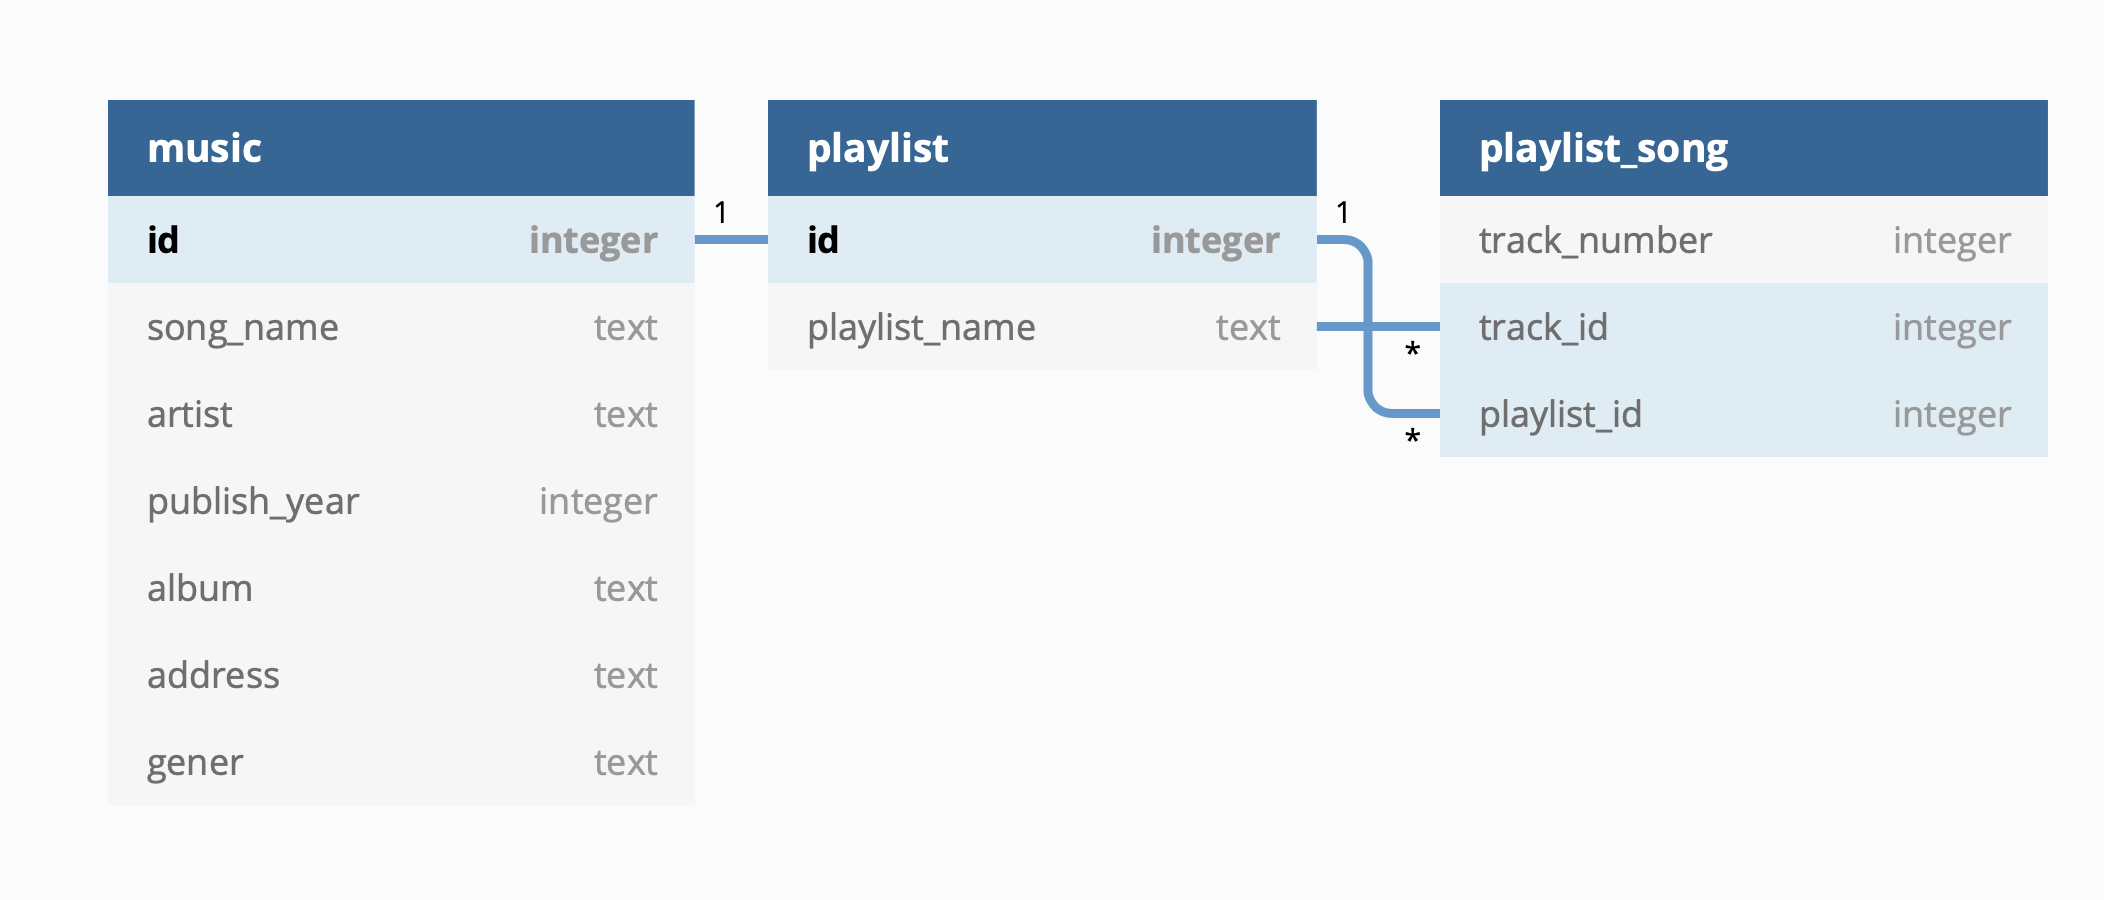 music
id integer
song_name text
artist text
publish_year integer
album text
address text
gener text
1
playlist
id integer
playlist_name text
1
*
*
playlist_song
track_number integer
track_id integer
playlist_id integer